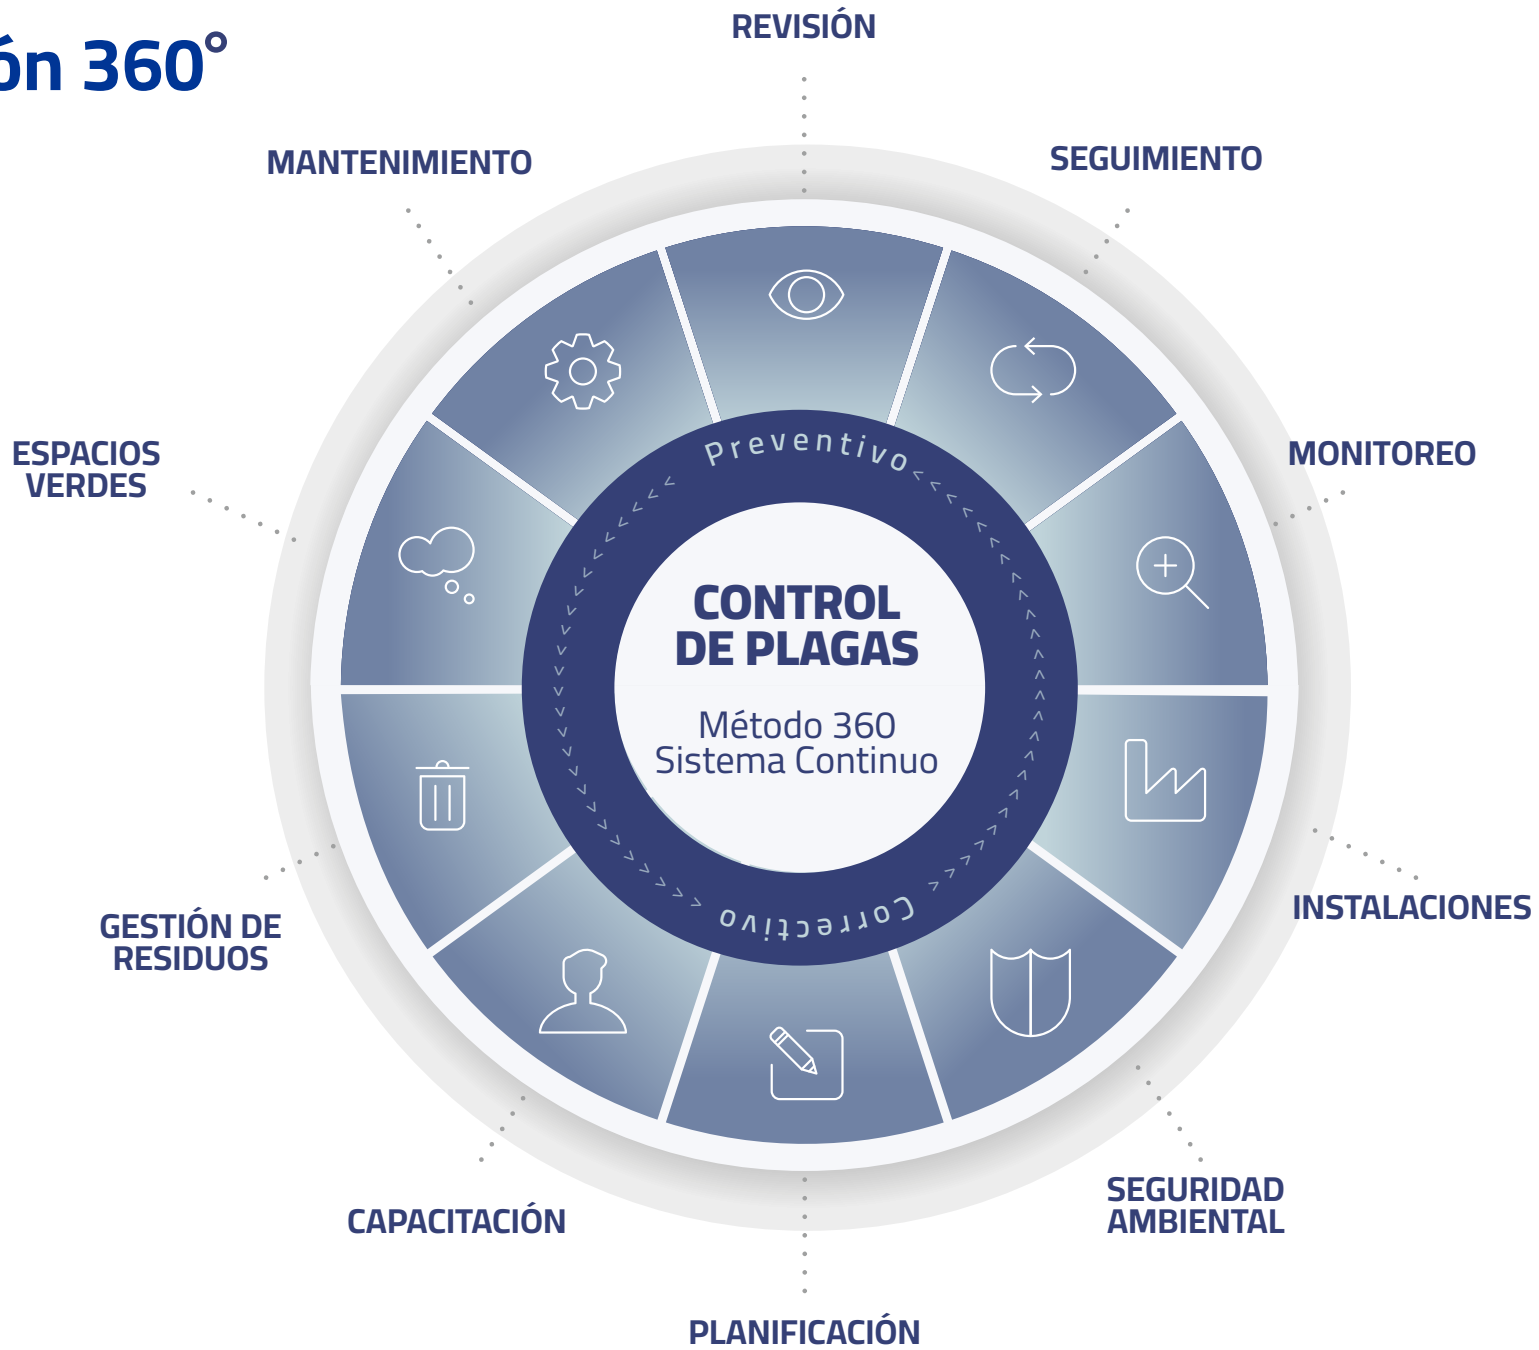 ón 360°
REVISIÓN
SEGUIMIENTO
MONITOREO
INSTALACIONES
SEGURIDAD
AMBIENTAL
PLANIFICACIÓN
CAPACITACIÓN
GESTIÓN DE
RESIDUOS
ESPACIOS
VERDES
MANTENIMIENTO
Preventivo
CONTROL
DE PLAGAS
Método 360
Sistema Continuo
Correctivo